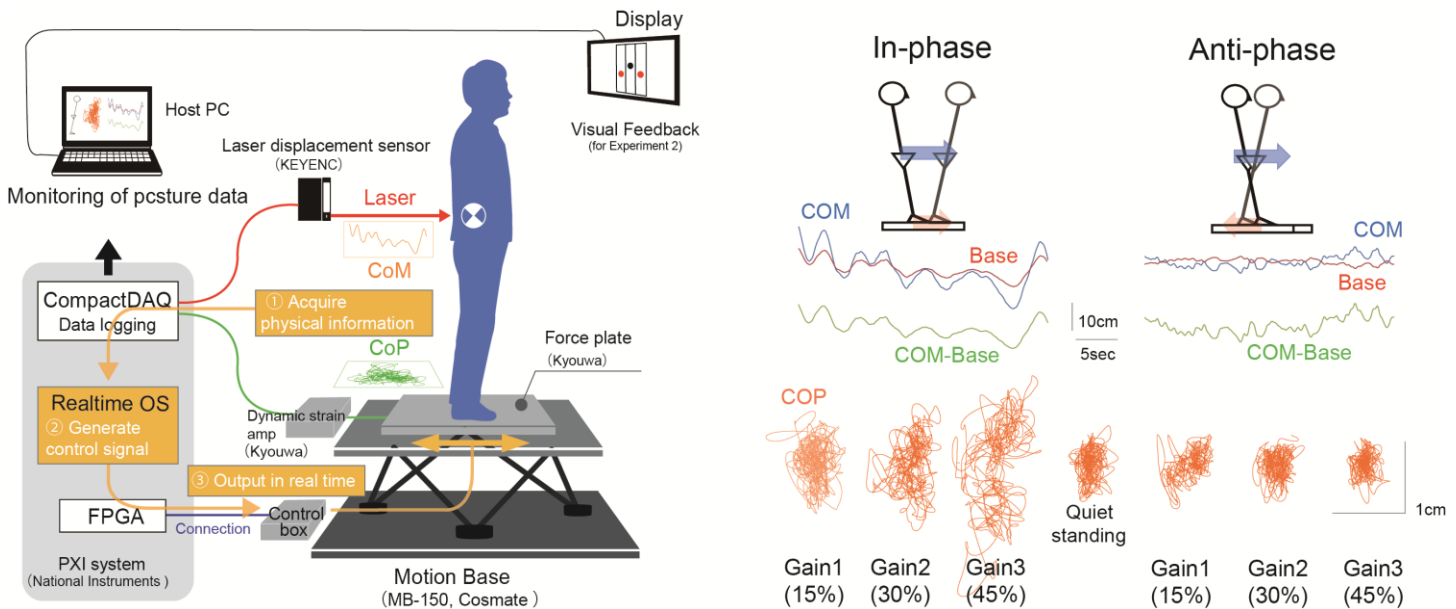 Display
Host PC
Visual Feedback
(for Experiment 2)
Laser displacement sensor
(KEYENC)
Monitoring of pcsture data
Laser
CoM
CompactDAQ
Data logging
① Acquire
physical information
CoP
Force plate
(Kyouwa)
Realtime OS
② Generate
control signal
Dynamic strain
amp
(Kyouwa)
③ Output in real time
FPGA
Connection
Control
box
PXI system
(National Instruments )
Motion Base
(MB-150, Cosmate )
In-phase
Anti-phase
COM
Base
COM-Base
10cm
5sec
COM
Base
COM-Base
COP
Quiet
standing
1cm
Gain1
(15%)
Gain2
(30%)
Gain3
(45%)
Gain1
(15%)
Gain2
(30%)
Gain3
(45%)